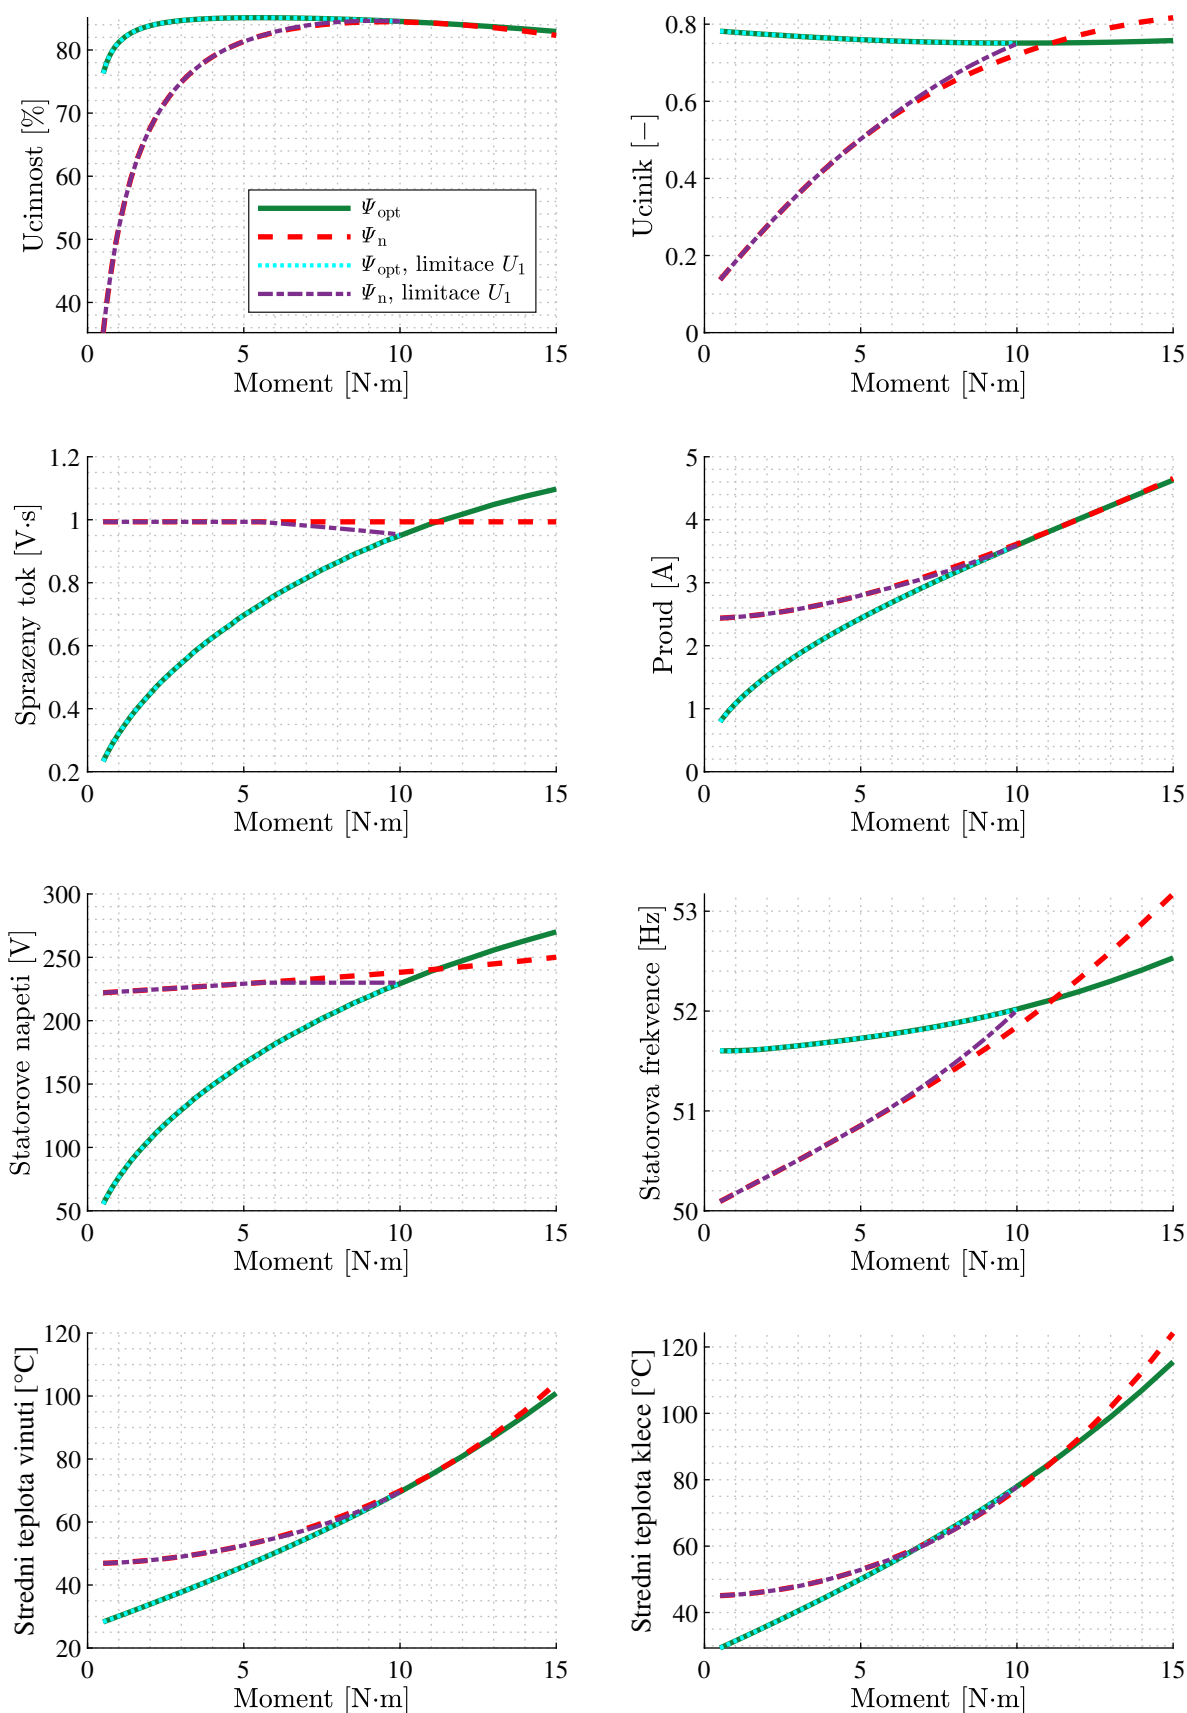 80
70
60
50
40
Ucinnost [%]
Ψopt
Ψn
Ψopt, limitace U1
Ψn, limitace U1
0 5 10 15
Moment [N·m]
0.8
0.6
0.4
0.2
0
Ucinik [−]
0 5 10 15
Moment [N·m]
1.2
1
0.8
0.6
0.4
0.2
Sprazeny tok [V·s]
0 5 10 15
Moment [N·m]
5
4
3
2
1
0
Proud [A]
0 5 10 15
Moment [N·m]
300
250
200
150
100
50
Statorove napeti [V]
0 5 10 15
Moment [N·m]
53
52
51
50
Statorova frekvence [Hz]
0 5 10 15
Moment [N·m]
120
100
80
60
40
20
Stredni teplota vinuti [°C]
0 5 10 15
Moment [N·m]
120
100
80
60
40
Stredni teplota klece [°C]
0 5 10 15
Moment [N·m]